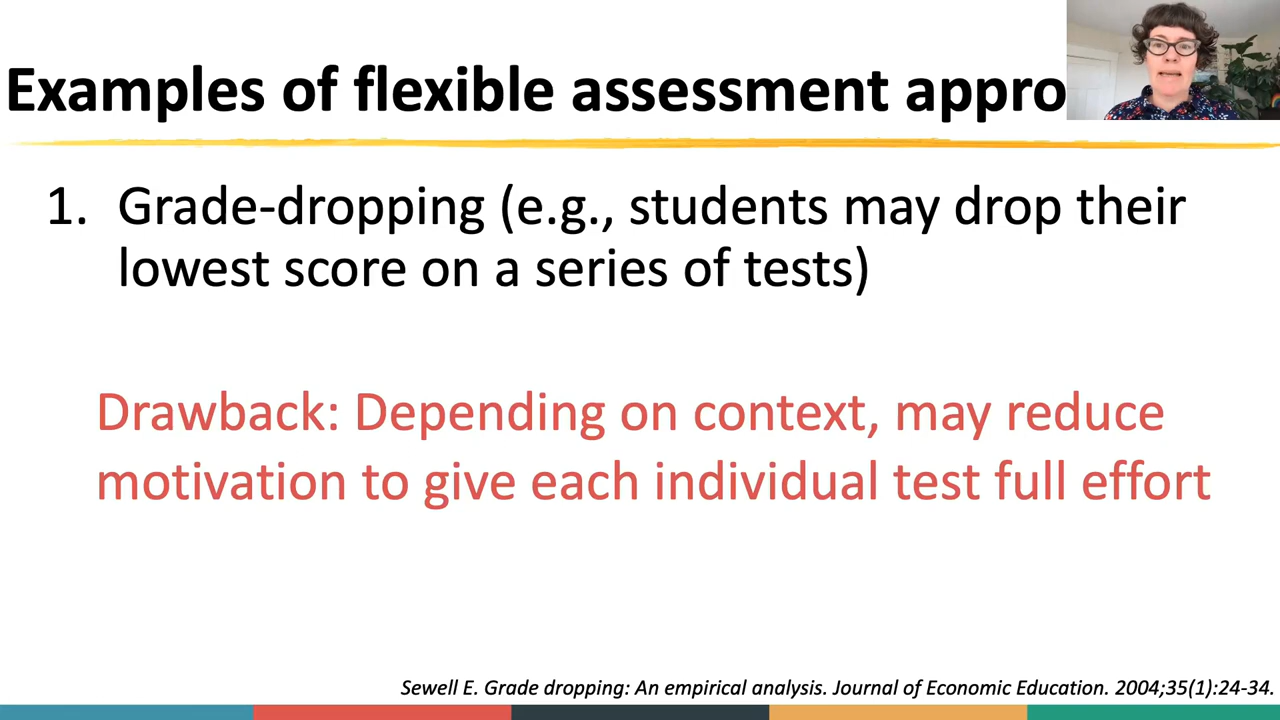 Examples of flexible assessment appro
1. Grade-dropping (e.g., students may drop their
lowest score on a series of tests)
Drawback: Depending on context, may reduce
motivation to give each individual test full effort
Sewell E. Grade dropping: An empirical analysis. Journal of Economic Education. 2004;35(1):24-34.